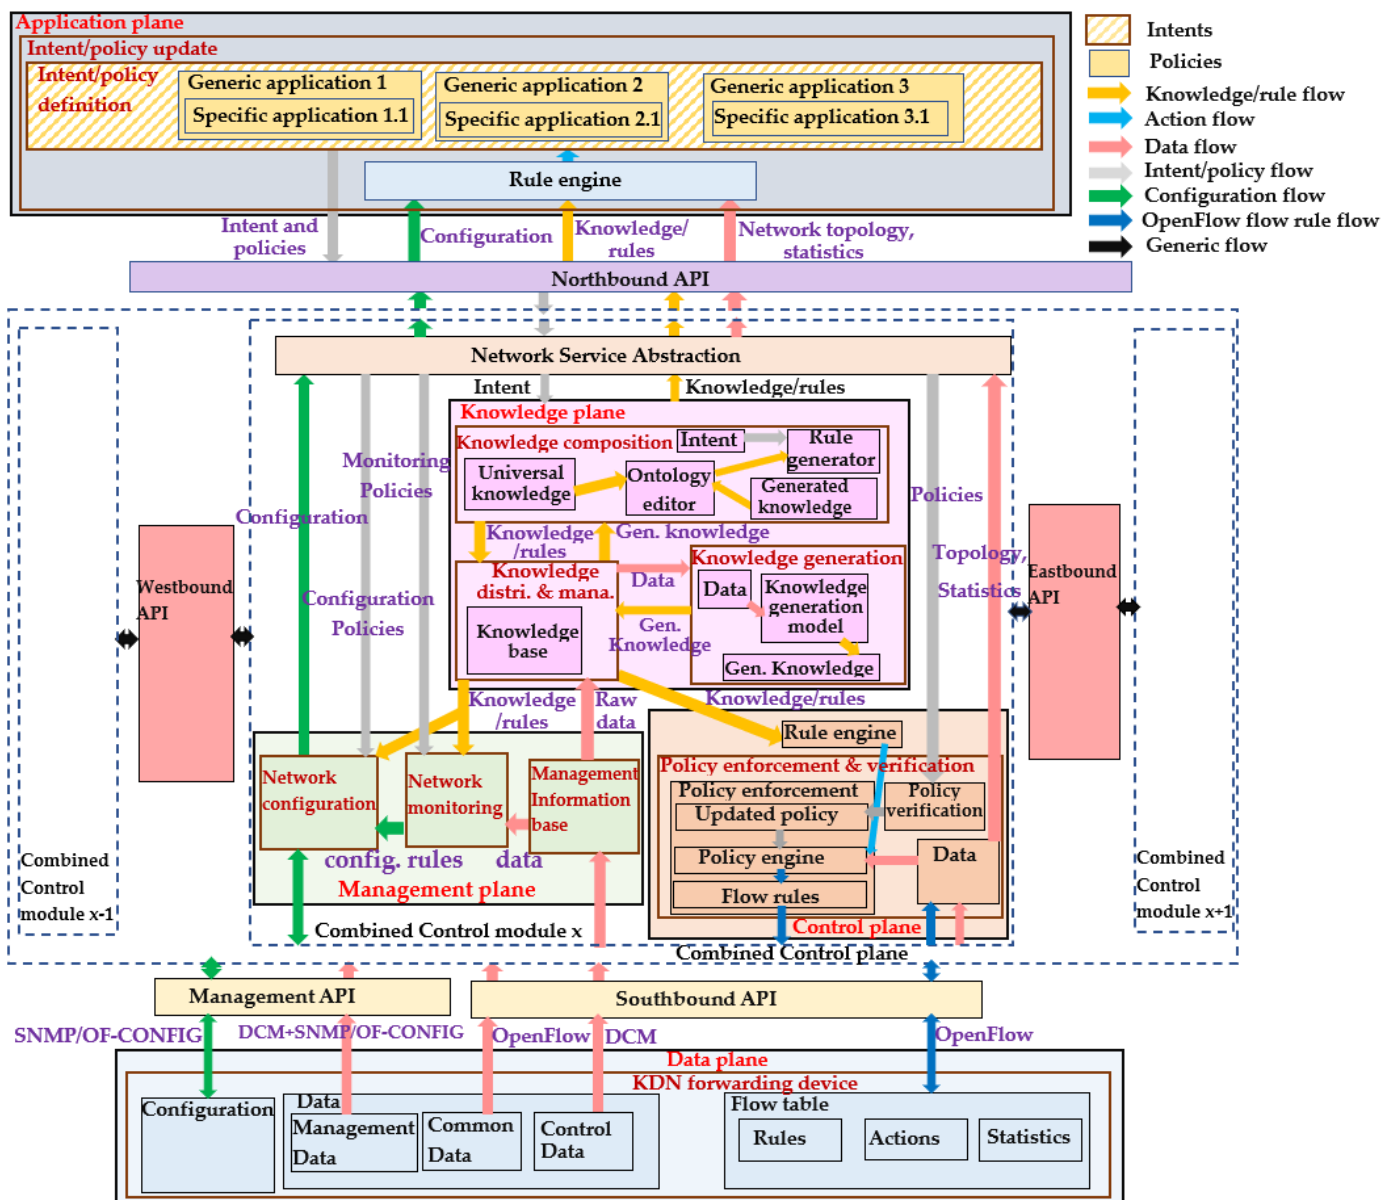 Application plane
Intent/policy update
Intent/policy
definition
Generic application 1
Specific application 1.1
Generic application 2
Specific application 2.1
Generic application 3
Specific application 3.1
Rule engine
Intents
Policies
Knowledge/rule flow
Action flow
Data flow
Intent/policy flow
Configuration flow
OpenFlow flow rule flow
Generic flow
Intent and
policies
Configuration
Knowledge/
rules
Network topology,
statistics
Northbound API
Network Service Abstraction
Intent
Knowledge/rules
Knowledge plane
Knowledge composition
Intent
Rule
generator
Universal
knowledge
Ontology
editor
Generated
knowledge
Monitoring
Policies
Configuration
Policies
Knowledge
/rules
Gen. knowledge
Knowledge
distri. & mana.
Knowledge
base
Data
Gen.
Knowledge
Knowledge generation
Data
Knowledge
generation
model
Gen. Knowledge
Topology,
Statistics
Configuration
Policies
Westbound
API
Eastbound
API
Knowledge
/rules
Raw
data
Knowledge/rules
Network
configuration
Network
monitoring
Management
Information
base
config. rules
data
Management plane
Rule engine
Policy enforcement & verification
Policy enforcement
Updated policy
Policy engine
Flow rules
Policy
verification
Data
Control plane
Combined
Control
module x-1
Combined
Control
module x+1
Combined Control module x
Combined Control plane
Management API
Southbound API
SNMP/OF-CONFIG
DCM+SNMP/OF-CONFIG
OpenFlow
DCM
OpenFlow
Data plane
KDN forwarding device
Configuration
Data
Management
Data
Common
Data
Control
Data
Flow table
Rules
Actions
Statistics